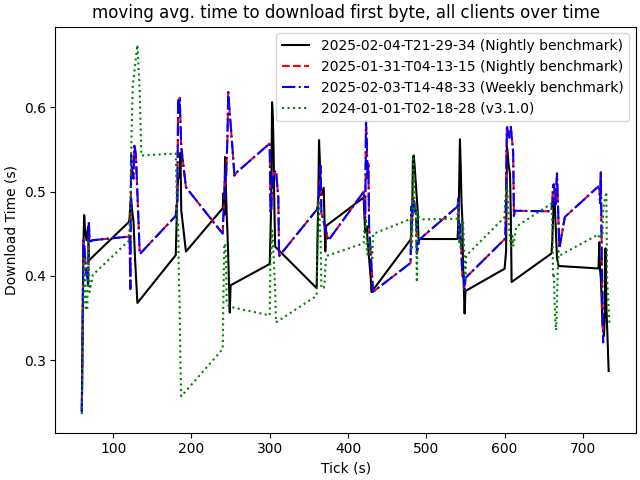 moving avg. time to download first byte, all clients over time
2025-02-04-T21-29-34 (Nightly benchmark)
2025-01-31-T04-13-15 (Nightly benchmark)
2025-02-03-T14-48-33 (Weekly benchmark)
2024-01-01-T02-18-28 (v3.1.0)
Download Time (s)
0.6
0.5
0.4
0.3
100 200 300 400 500 600 700
Tick (s)